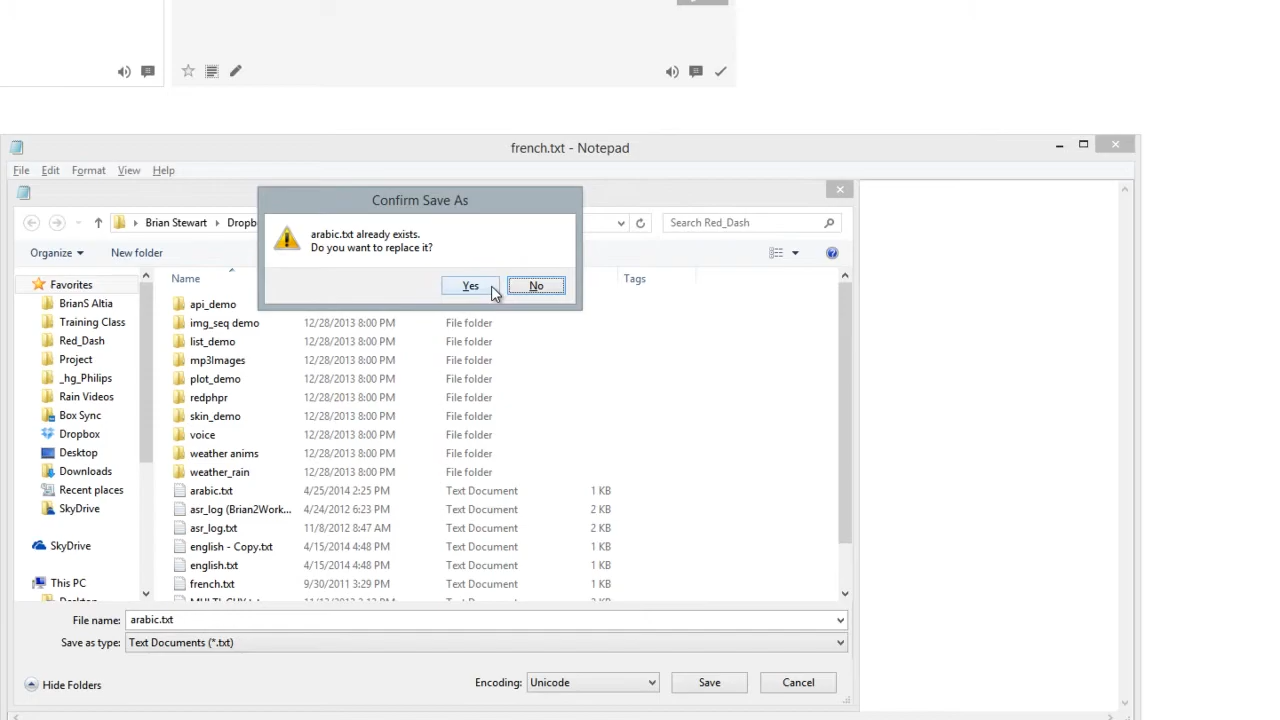 french.txt - Notepad
File Edit Format View Help
Confirm Save As
arabic.txt already exists.
Do you want to replace it?
Yes No
Brian Stewart Dropb
Search Red_Dash
Organize New folder
Name Tags
Favorites
BrianS Altia
Training Class
Red_Dash
Project
_hg_Philips
Rain Videos
Box Sync
Dropbox
Desktop
Downloads
Recent places
SkyDrive
SkyDrive
This PC
Desktop
api_demo
img_seq demo 12/28/2013 8:00 PM File folder
list_demo 12/28/2013 8:00 PM File folder
mp3Images 12/28/2013 8:00 PM File folder
plot_demo 12/28/2013 8:00 PM File folder
redphpr 12/28/2013 8:00 PM File folder
skin_demo 12/28/2013 8:00 PM File folder
voice 12/28/2013 8:00 PM File folder
weather anims 12/28/2013 8:00 PM File folder
weather_rain 12/28/2013 8:00 PM File folder
arabic.txt 4/25/2014 2:25 PM Text Document 1 KB
asr_log (Brian2Work... 4/24/2012 6:23 PM Text Document 2 KB
asr_log.txt 11/8/2012 8:47 AM Text Document 2 KB
english - Copy.txt 4/15/2014 4:48 PM Text Document 1 KB
english.txt 4/15/2014 4:48 PM Text Document 1 KB
french.txt 9/30/2011 3:29 PM Text Document 1 KB
File name: arabic.txt
Save as type: Text Documents (*.txt)
Hide Folders Encoding: Unicode Save Cancel